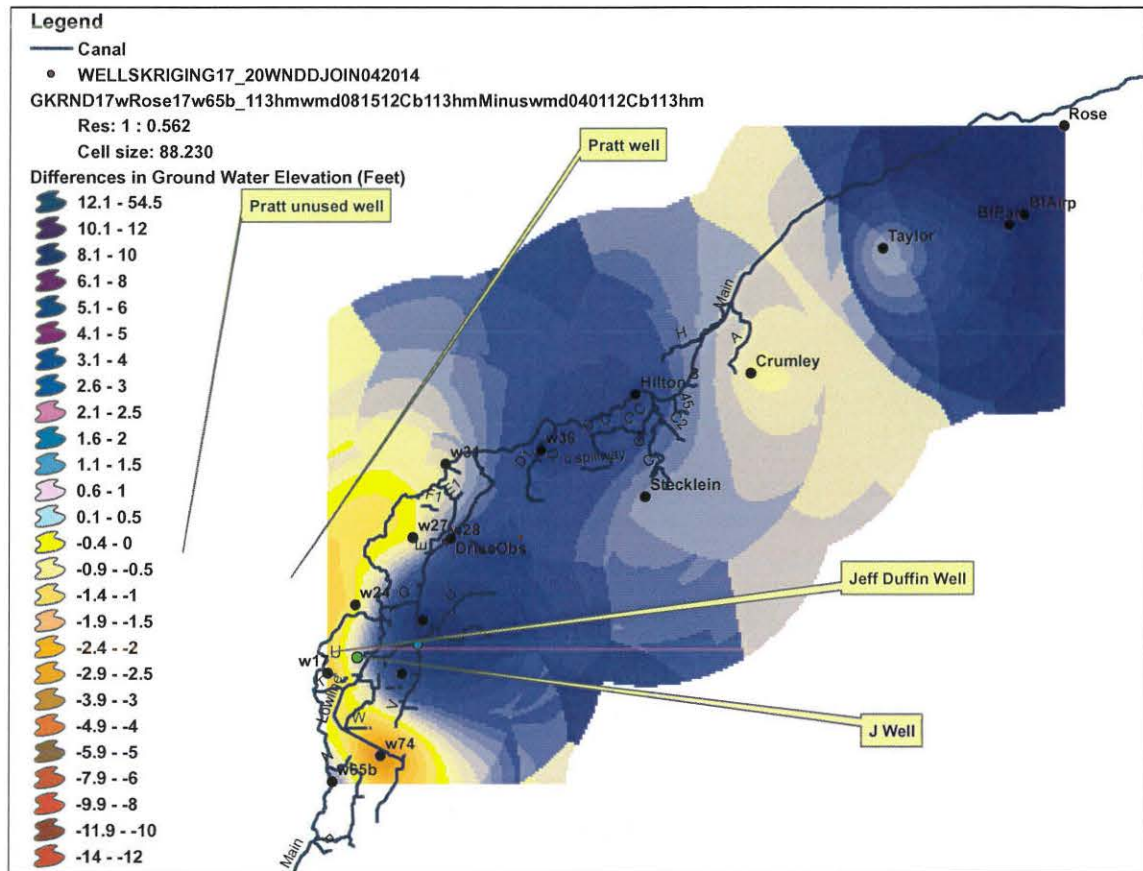 Legend
Canal
WELLSKRIGING17_20WNDDJOIN042014
GKRND17wRose17w65b_113hmwmd081512Cb113hmMinuswmd040112Cb113hm
Res: 1 : 0.562
Cell size: 88.230
Differences in Ground Water Elevation (Feet)
12.1 - 54.5
10.1 - 12
8.1 - 10
6.1 - 8
5.1 - 6
4.1 - 5
3.1 - 4
2.6 - 3
2.1 - 2.5
1.6 - 2
1.1 - 1.5
0.6 - 1
0.1 - 0.5
-0.4 - 0
-0.9 - -0.5
-1.4 - -1
-1.9 - -1.5
-2.4 - -2
-2.9 - -2.5
-3.9 - -3
-4.9 - -4
-5.9 - -5
-7.9 - -6
-9.9 - -8
-11.9 - -10
-14 - -12
Pratt well
Pratt unused well
Rose
BfAirp
Taylor
Main
H
A
Crumley
Hilton
w36
spillway
w31
Stecklein
w27
w28
E
w24
G
Jeff Duffin Well
U
w1
Lowline
V
W
J Well
w74
w65b
Main